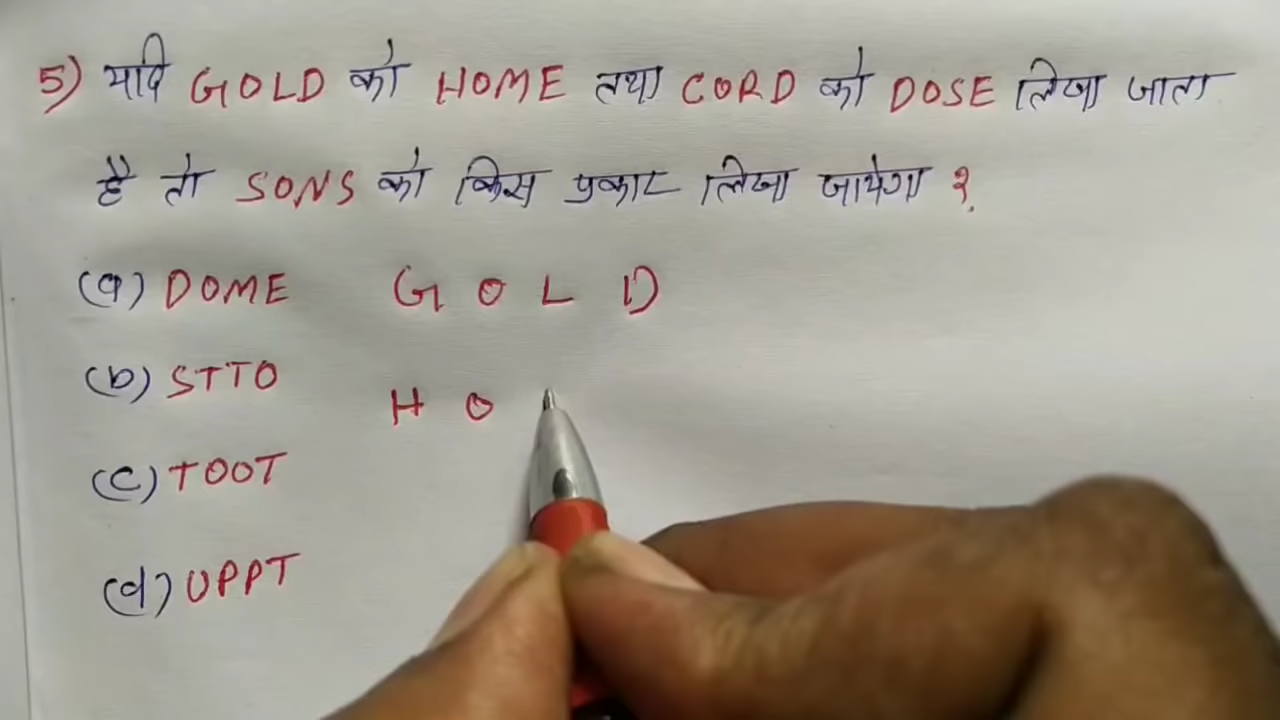 5) यदि GOLD को HOME तथा CORD को DOSE लिखा जाता
है तो SONS को किस प्रकार लिखा जायेगा ?
(a) DOME G O L D
(b) STTO H O
(c) TOOT
(d) UPPT